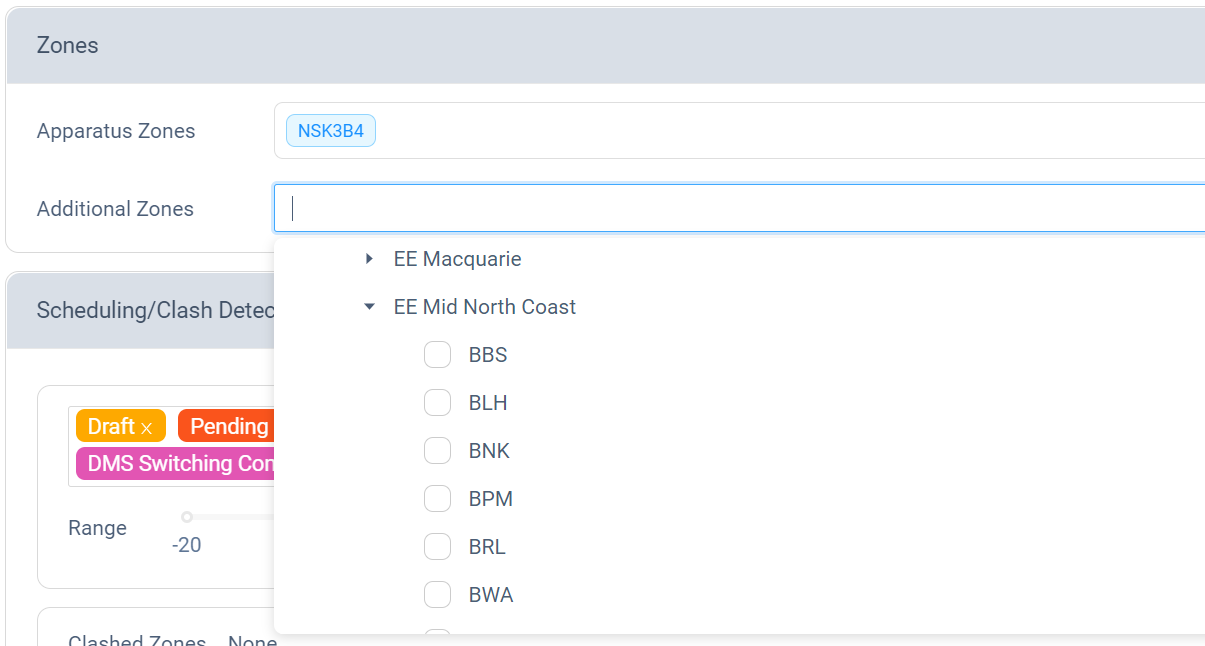 Zones
Apparatus Zones
NSK3B4
Additional Zones
EE Macquarie
EE Mid North Coast
BBS
BLH
BNK
BPM
BRL
BWA
Scheduling/Clash Detec
Draft x
Pending
DMS Switching Con
Range
-20
Clashed Zones
None